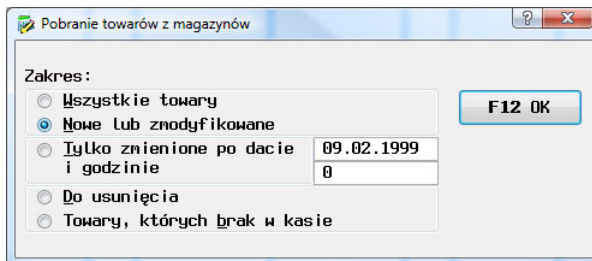 Pobranie towarów z magazynów
Zakres:
Wszystkie towary
Nowe lub zmodyfikowane
F12 OK
Tylko zmienione po dacie 09.02.1999
i godzinie 0
Do usunięcia
Towary, których brak w kasie